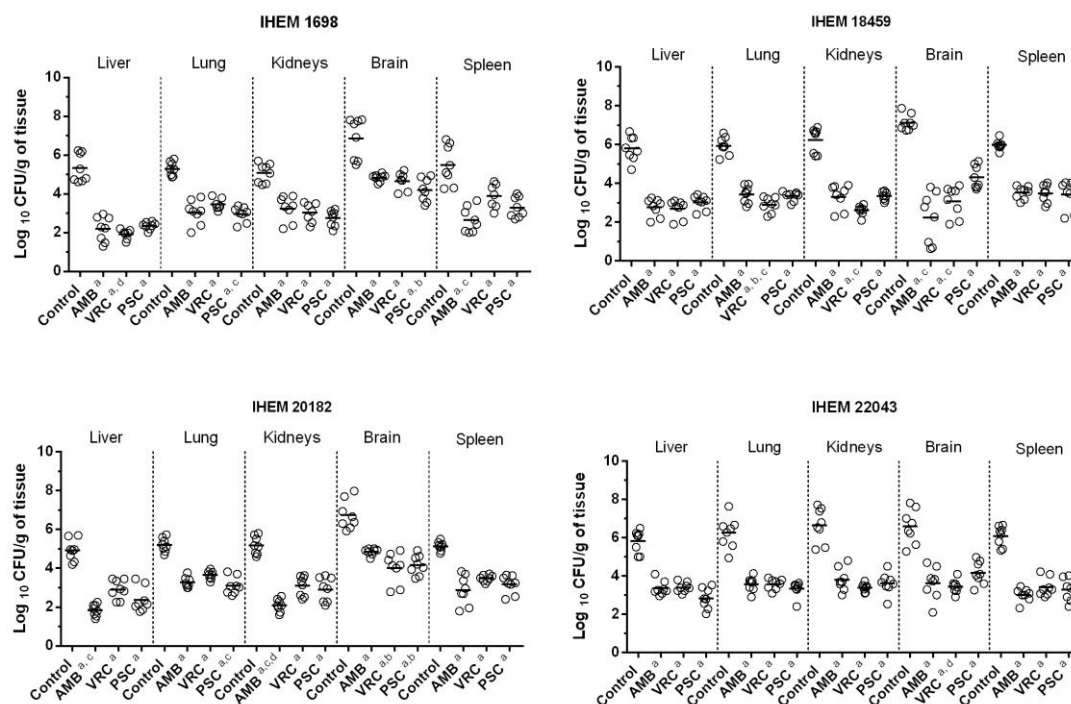 IHEM 1698
Liver Lung Kidneys Brain Spleen
Log 10 CFU/g of tissue
10
8
6
4
2
0
Control AMB a VRC a, d PSC a Control AMB a VRC a PSC a, c Control AMB a VRC a PSC a Control AMB a VRC a PSC a, b Control AMB a, c VRC a PSC a
IHEM 18459
Liver Lung Kidneys Brain Spleen
Log 10 CFU/g of tissue
10
8
6
4
2
0
Control AMB a VRC a PSC a Control AMB a VRC a, b, c PSC a Control AMB a VRC a, c PSC a Control AMB a, c VRC a, c PSC a Control AMB a VRC a PSC a
IHEM 20182
Liver Lung Kidneys Brain Spleen
Log 10 CFU/g of tissue
10
8
6
4
2
0
Control AMB a, c VRC a PSC a Control AMB a VRC a PSC a,c Control AMB a,c,d VRC a PSC a Control AMB a VRC a,b PSC a,b Control AMB a VRC a PSC a
IHEM 22043
Liver Lung Kidneys Brain Spleen
Log 10 CFU/g of tissue
10
8
6
4
2
0
Control AMB a VRC a PSC a Control AMB a VRC a PSC a Control AMB a VRC a PSC a Control AMB a VRC a, d PSC a Control AMB a VRC a PSC a